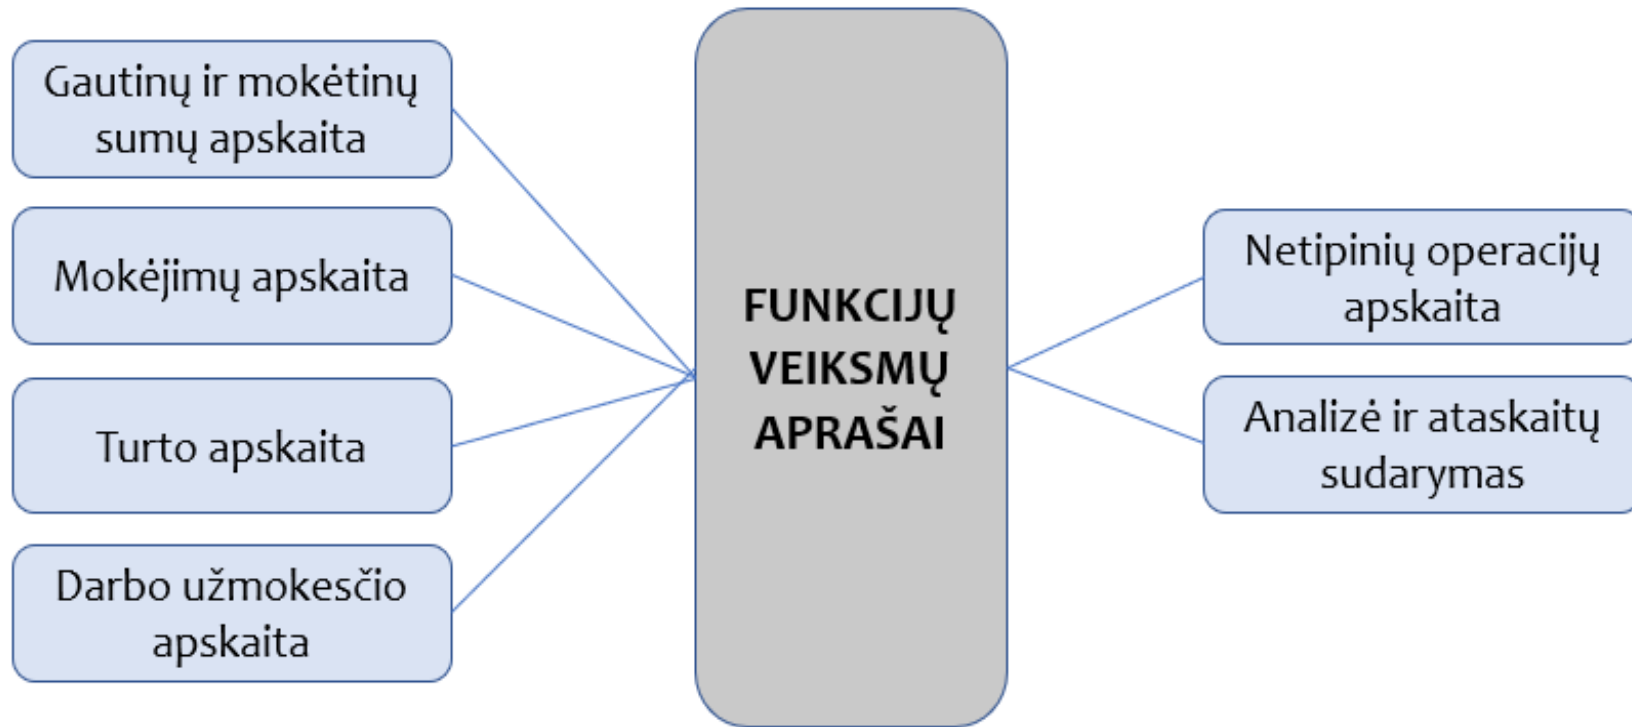 Gautinų ir mokėtinų
sumų apskaita
Mokėjimų apskaita
Turto apskaita
Darbo užmokesčio
apskaita
FUNKCIJŲ
VEIKSMŲ
APRAŠAI
Netipinių operacijų
apskaita
Analizė ir ataskaitų
sudarymas